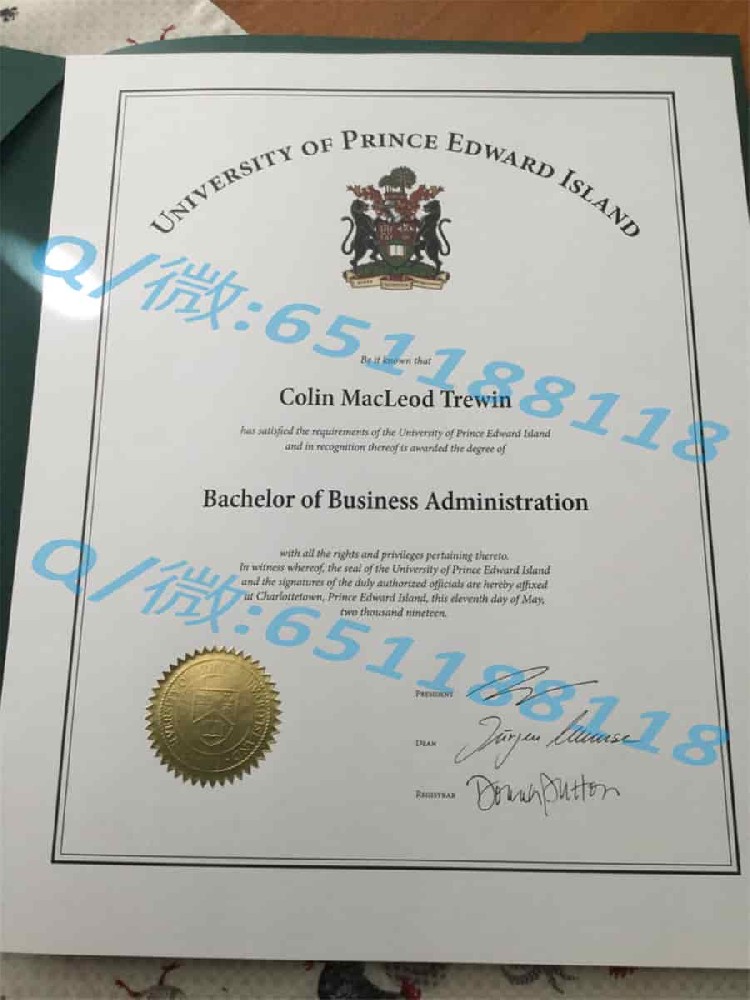 UNIVERSITY OF PRINCE EDWARD ISLAND
Q/微:651188118
Be it known that
Colin MacLeod Trewin
has satisfied the requirements of the University of Prince Edward Island
and in recognition thereof is awarded the degree of
Bachelor of Business Administration
with all the rights and privileges pertaining thereto.
In witness whereof, the seal of the University of Prince Edward Island
and the signatures of the duly authorized officials are hereby affixed
at Charlottetown, Prince Edward Island, this eleventh day of May,
two thousand nineteen.
Q/微:651188118
PRESIDENT
DEAN
REGISTRAR